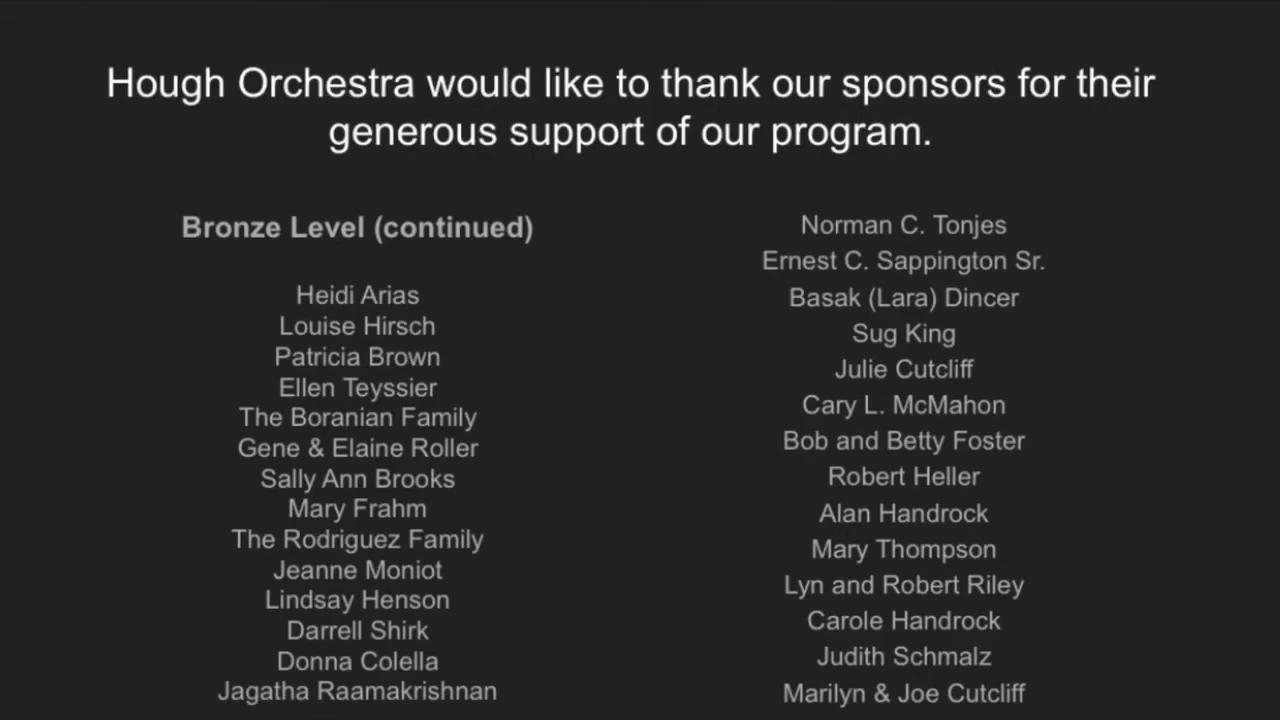 Hough Orchestra would like to thank our sponsors for their
generous support of our program.
Bronze Level (continued)
Heidi Arias
Louise Hirsch
Patricia Brown
Ellen Teyssier
The Boranian Family
Gene & Elaine Roller
Sally Ann Brooks
Mary Frahm
The Rodriguez Family
Jeanne Moniot
Lindsay Henson
Darrell Shirk
Donna Colella
Jagatha Raamakrishnan
Norman C. Tonjes
Ernest C. Sappington Sr.
Basak (Lara) Dincer
Sug King
Julie Cutcliff
Cary L. McMahon
Bob and Betty Foster
Robert Heller
Alan Handrock
Mary Thompson
Lyn and Robert Riley
Carole Handrock
Judith Schmalz
Marilyn & Joe Cutcliff